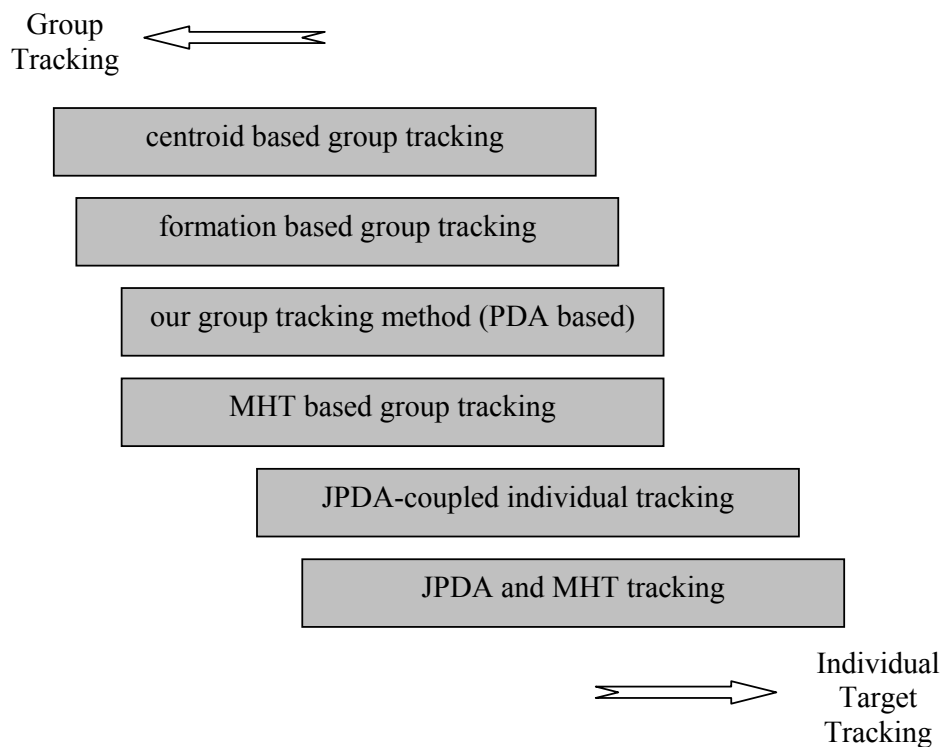 Group
Tracking
centroid based group tracking
formation based group tracking
our group tracking method (PDA based)
MHT based group tracking
JPDA-coupled individual tracking
JPDA and MHT tracking
Individual
Target
Tracking